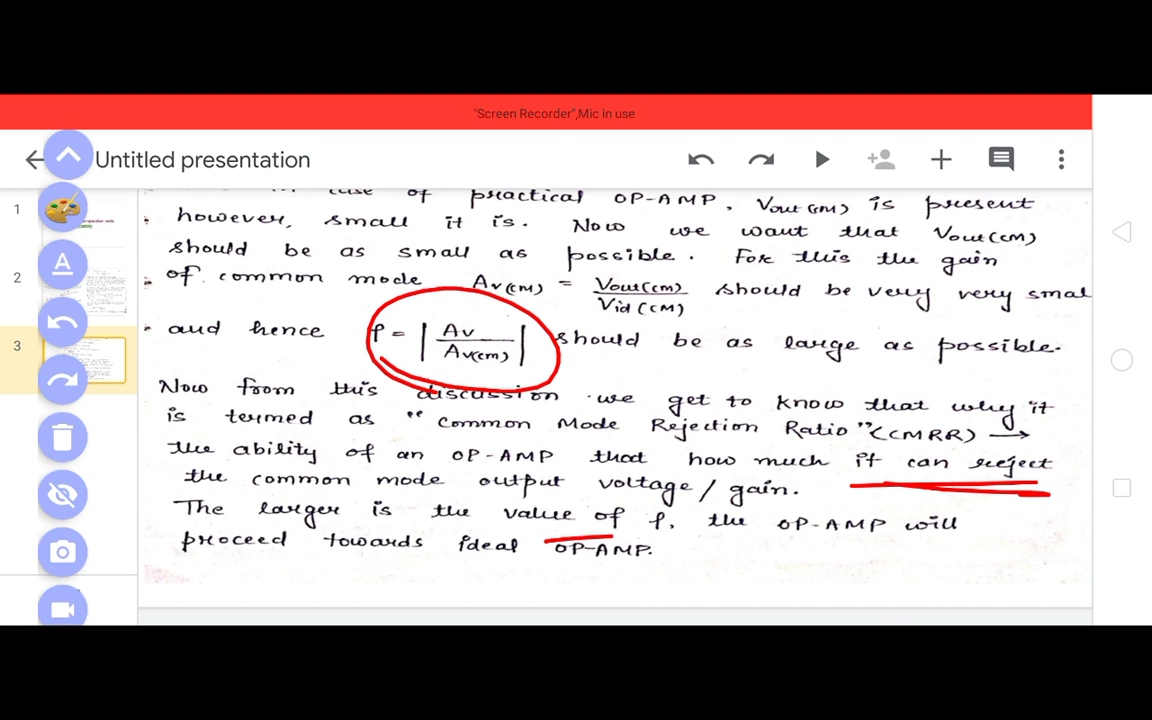 "Screen Recorder",Mic in use
Untitled presentation
1
2
3
case of practical OP-AMP. Vout(cm) is present
however, small it is. Now we want that Vout(cm)
should be as small as possible. For this the gain
of common mode Av(cm) = Vout(cm) / Vid(cm) should be very very small
and hence ρ = | Av / Av(cm) | should be as large as possible.
Now from this discussion we get to know that why it
is termed as "Common Mode Rejection Ratio" (CMRR) →
the ability of an OP-AMP that how much it can reject
the common mode output voltage/gain.
The larger is the value of ρ, the OP-AMP will
proceed towards ideal OP-AMP.